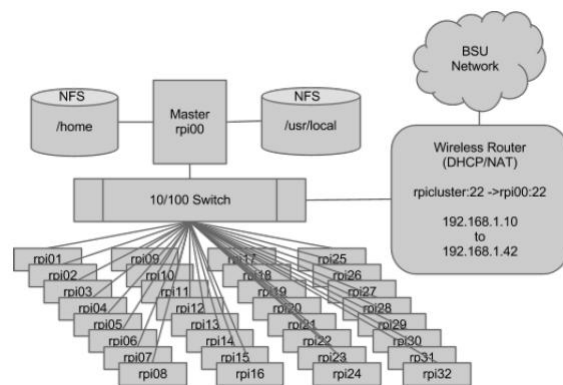 BSU
Network
NFS
/home
Master
rpi00
NFS
/usr/local
Wireless Router
(DHCP/NAT)
rpicluster:22 ->rpi00:22
192.168.1.10
to
192.168.1.42
10/100 Switch
rpi01
rpi02
rpi03
rpi04
rpi05
rpi06
rpi07
rpi08
rpi09
rpi10
rpi11
rpi12
rpi13
rpi14
rpi15
rpi16
rpi17
rpi18
rpi19
rpi20
rpi21
rpi22
rpi23
rpi24
rpi25
rpi26
rpi27
rpi28
rpi29
rpi30
rpi31
rpi32